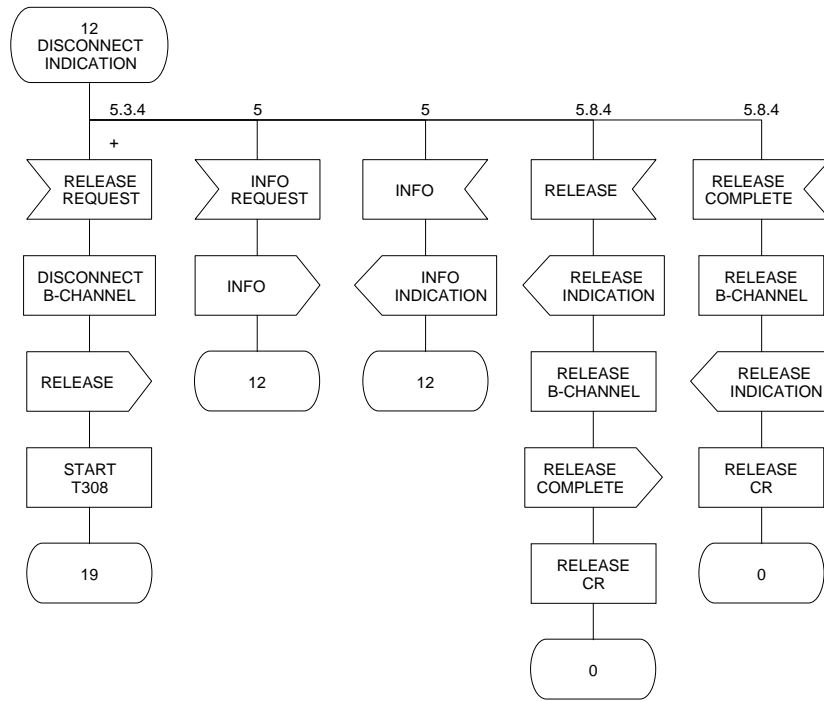 12
DISCONNECT
INDICATION
5.3.4
5
5
5.8.4
5.8.4
+
RELEASE
REQUEST
INFO
REQUEST
INFO
RELEASE
RELEASE
COMPLETE
DISCONNECT
B-CHANNEL
INFO
INFO
INDICATION
RELEASE
INDICATION
RELEASE
B-CHANNEL
RELEASE
12
12
RELEASE
B-CHANNEL
RELEASE
INDICATION
START
T308
RELEASE
COMPLETE
RELEASE
CR
19
RELEASE
CR
0
0